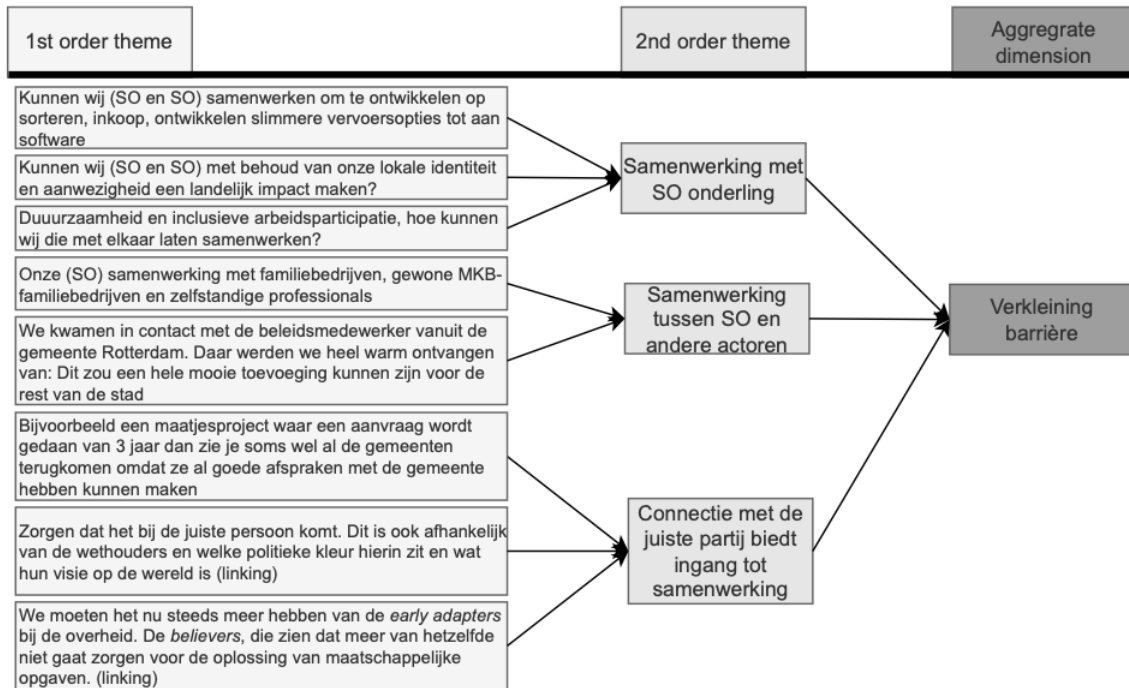 1st order theme
2nd order theme
Aggregrate
dimension
Kunnen wij (SO en SO) samenwerken om te ontwikkelen op
sorteren, inkoop, ontwikkelen slimmere vervoersopties tot aan
software
Kunnen wij (SO en SO) met behoud van onze lokale identiteit
en aanwezigheid een landelijk impact maken?
Duuurzaamheid en inclusieve arbeidsparticipatie, hoe kunnen
wij die met elkaar laten samenwerken?
Onze (SO) samenwerking met familiebedrijven, gewone MKB-
familiebedrijven en zelfstandige professionals
We kwamen in contact met de beleidsmedewerker vanuit de
gemeente Rotterdam. Daar werden we heel warm ontvangen
van: Dit zou een hele mooie toevoeging kunnen zijn voor de
rest van de stad
Bijvoorbeeld een maatjesproject waar een aanvraag wordt
gedaan van 3 jaar dan zie je soms wel al de gemeenten
terugkomen omdat ze al goede afspraken met de gemeente
hebben kunnen maken
Zorgen dat het bij de juiste persoon komt. Dit is ook afhankelijk
van de wethouders en welke politieke kleur hierin zit en wat
hun visie op de wereld is (linking)
We moeten het nu steeds meer hebben van de early adapters
bij de overheid. De believers, die zien dat meer van hetzelfde
niet gaat zorgen voor de oplossing van maatschappelijke
opgaven. (linking)
Samenwerking met
SO onderling
Samenwerking
tussen SO en
andere actoren
Connectie met de
juiste partij biedt
ingang tot
samenwerking
Verkleining
barrière